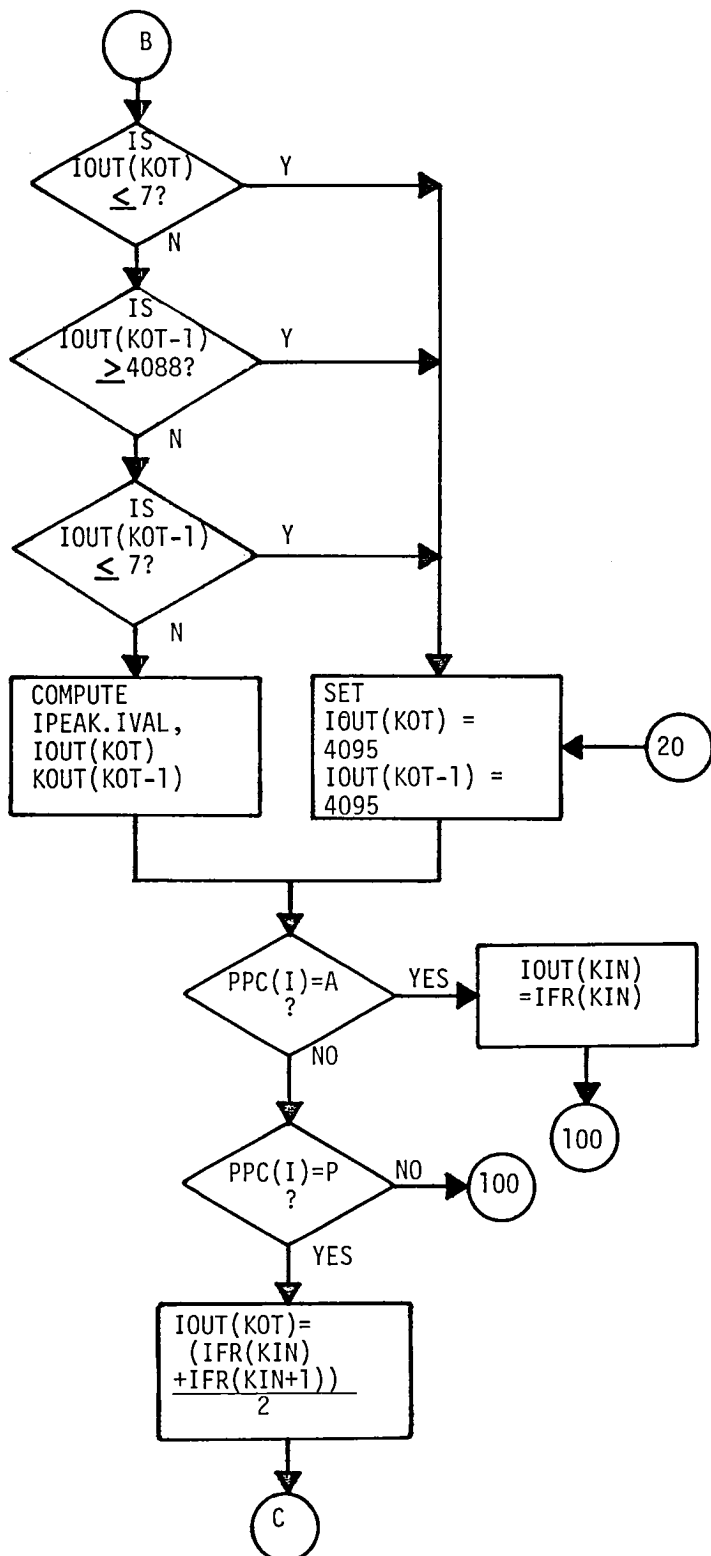 B
IS
IOUT(KOT)
≤ 7?
Y
N
IS
IOUT(KOT-1)
≥ 4088?
Y
N
IS
IOUT(KOT-1)
≤ 7?
Y
N
COMPUTE
IPEAK.IVAL,
IOUT(KOT)
KOUT(KOT-1)
SET
IOUT(KOT) =
4095
IOUT(KOT-1) =
4095
20
PPC(I)=A
?
YES
NO
IOUT(KIN)
=IFR(KIN)
100
PPC(I)=P
?
NO
100
YES
IOUT(KOT)=
(IFR(KIN)
+IFR(KIN+1))
2
C